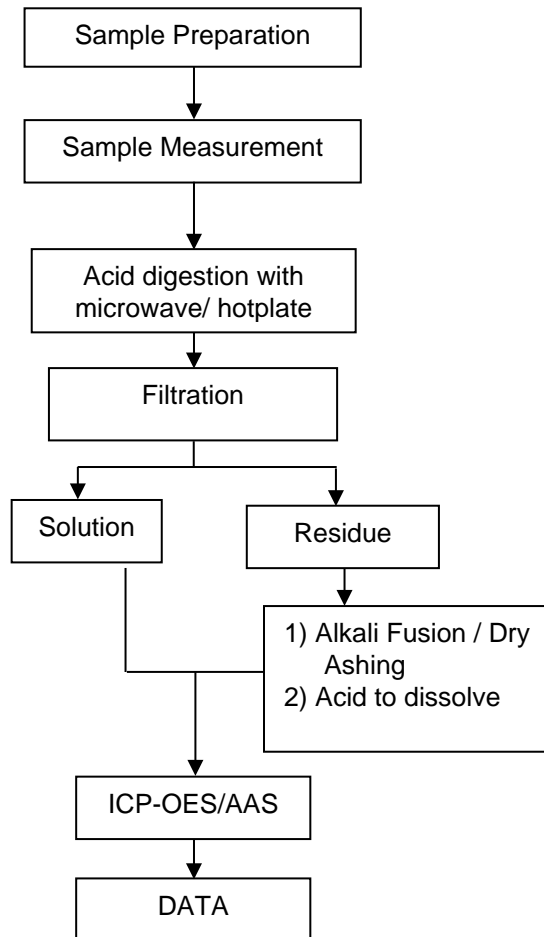 Sample Preparation
Sample Measurement
Acid digestion with
microwave/ hotplate
Filtration
Solution
Residue
1) Alkali Fusion / Dry
Ashing
2) Acid to dissolve
ICP-OES/AAS
DATA